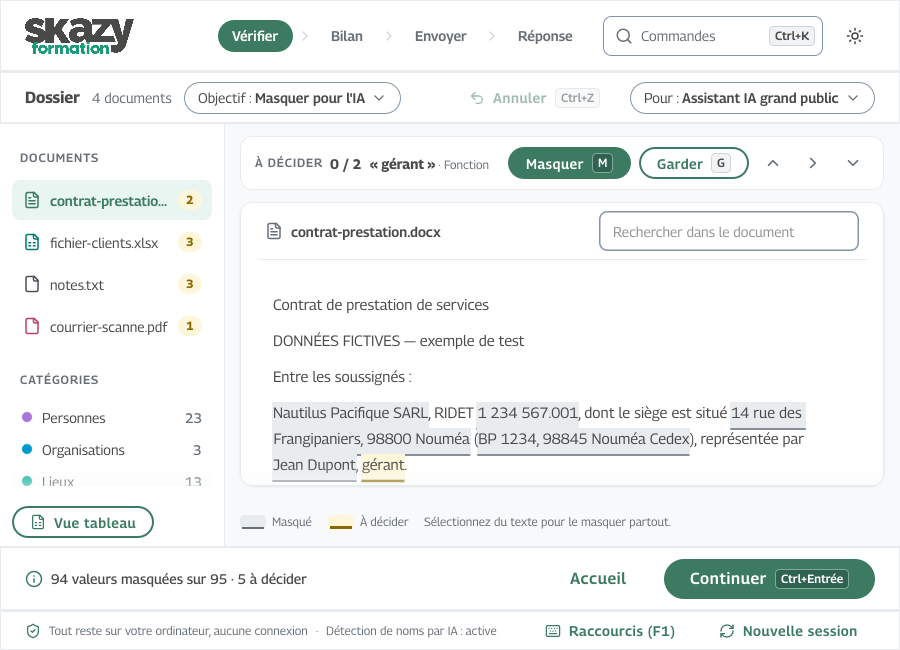 skazy
formation
Vérifier
Bilan
Envoyer
Réponse
Commandes Ctrl+K
Dossier 4 documents
Objectif : Masquer pour l'IA
Annuler Ctrl+Z
Pour : Assistant IA grand public
DOCUMENTS
contrat-prestatio... 2
fichier-clients.xlsx 3
notes.txt 3
courrier-scanne.pdf 1
CATÉGORIES
Personnes 23
Organisations 3
Lieux 13
Vue tableau
À DÉCIDER 0 / 2 « gérant » · Fonction
Masquer M
Garder G
contrat-prestation.docx
Rechercher dans le document
Contrat de prestation de services
DONNÉES FICTIVES — exemple de test
Entre les soussignés :
Nautilus Pacifique SARL, RIDET 1 234 567.001, dont le siège est situé 14 rue des
Frangipaniers, 98800 Nouméa (BP 1234, 98845 Nouméa Cedex), représentée par
Jean Dupont, gérant.
Masqué
À décider
Sélectionnez du texte pour le masquer partout.
94 valeurs masquées sur 95 · 5 à décider
Accueil
Continuer Ctrl+Entrée
Tout reste sur votre ordinateur, aucune connexion · Détection de noms par IA : active
Raccourcis (F1)
Nouvelle session